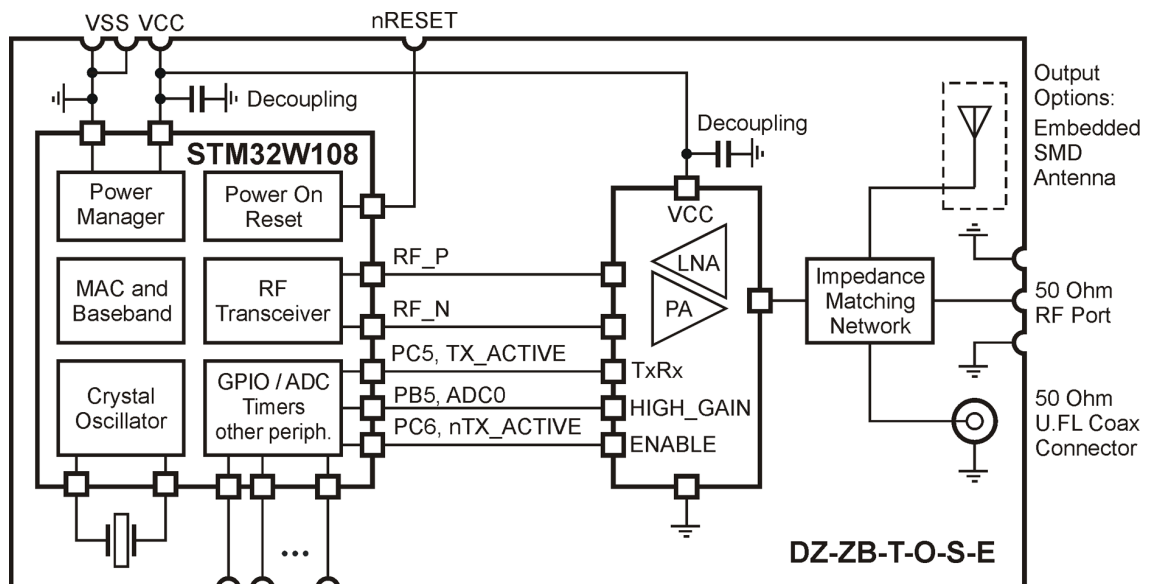 VSS VCC
nRESET
Decoupling
Decoupling
Output
Options:
Embedded
SMD
Antenna
STM32W108
Power
Manager
Power On
Reset
VCC
LNA
PA
RF_P
RF_N
MAC and
Baseband
RF
Transceiver
Impedance
Matching
Network
50 Ohm
RF Port
PC5, TX_ACTIVE
TxRx
PB5, ADC0
HIGH_GAIN
PC6, nTX_ACTIVE
ENABLE
Crystal
Oscillator
GPIO / ADC
Timers
other periph.
50 Ohm
U.FL Coax
Connector
...
DZ-ZB-T-O-S-E